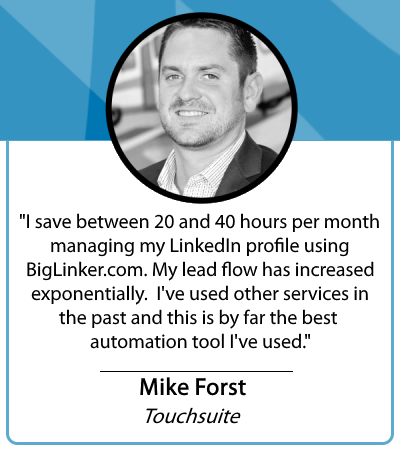 "I save between 20 and 40 hours per month
managing my LinkedIn profile using
BigLinker.com. My lead flow has increased
exponentially.  I've used other services in
the past and this is by far the best
automation tool I've used."
Mike Forst
Touchsuite